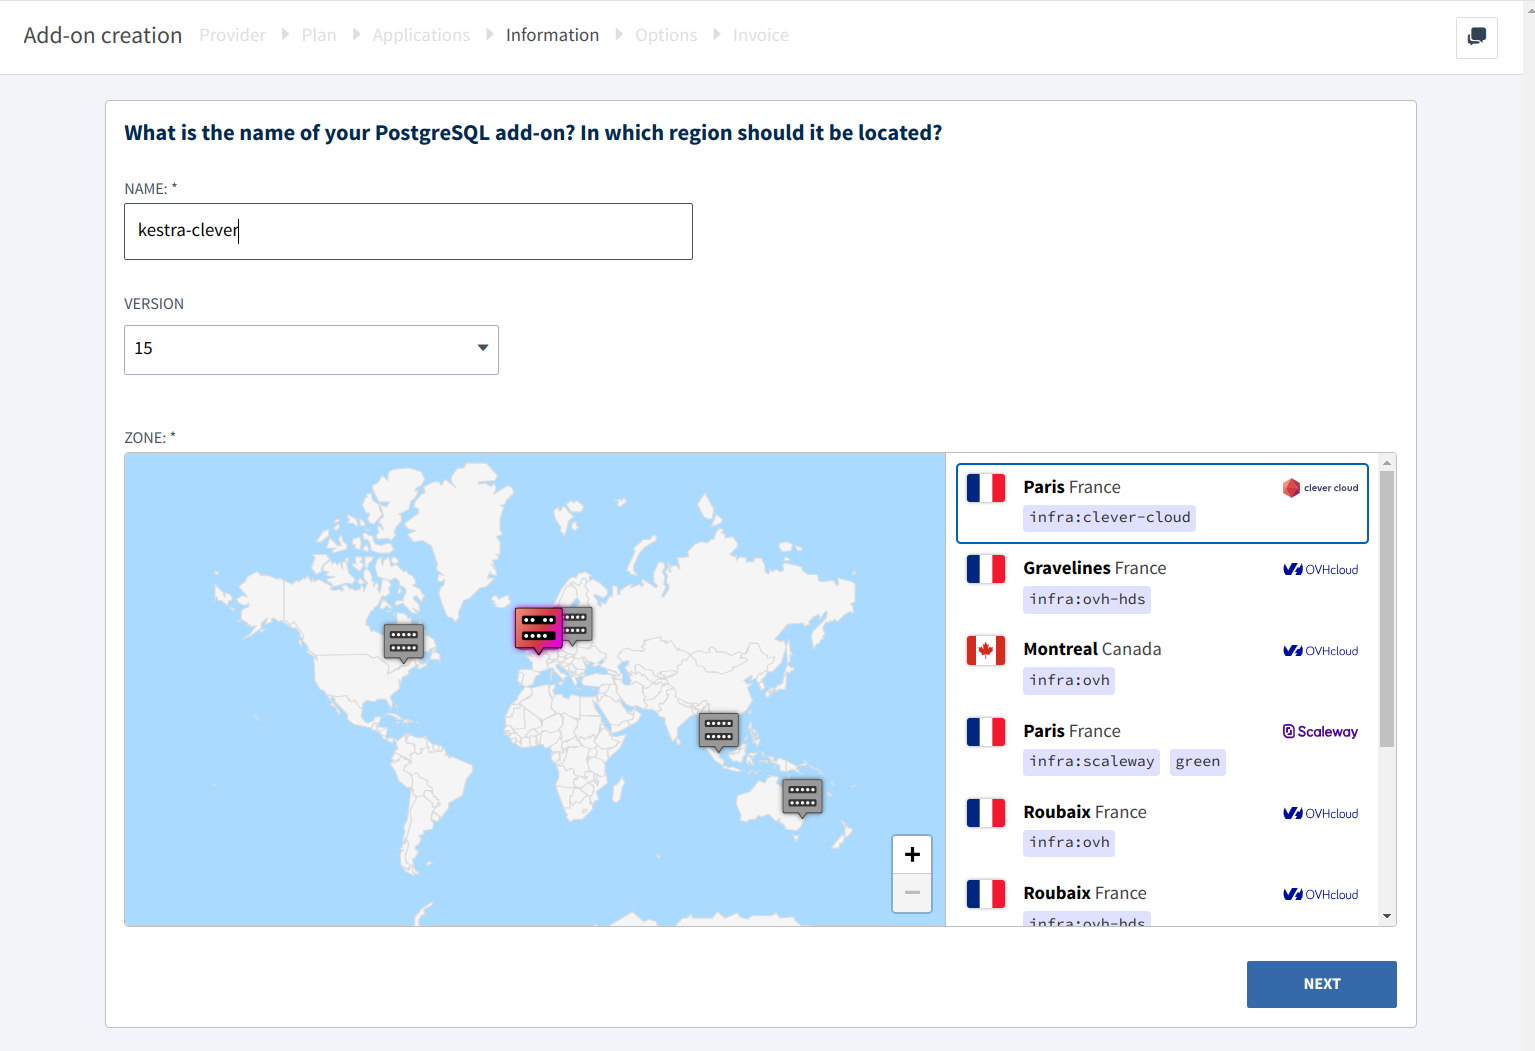 Add-on creation Provider Plan Applications Information Options Invoice
What is the name of your PostgreSQL add-on? In which region should it be located?
NAME: *
kestra-clever
VERSION
15
ZONE: *
Paris France
clever cloud
infra:clever-cloud
Gravelines France
OVHcloud
infra:ovh-hds
Montreal Canada
OVHcloud
infra:ovh
Paris France
Scaleway
infra:scaleway green
Roubaix France
OVHcloud
infra:ovh
Roubaix France
OVHcloud
infra:ovh-hds
+
−
NEXT